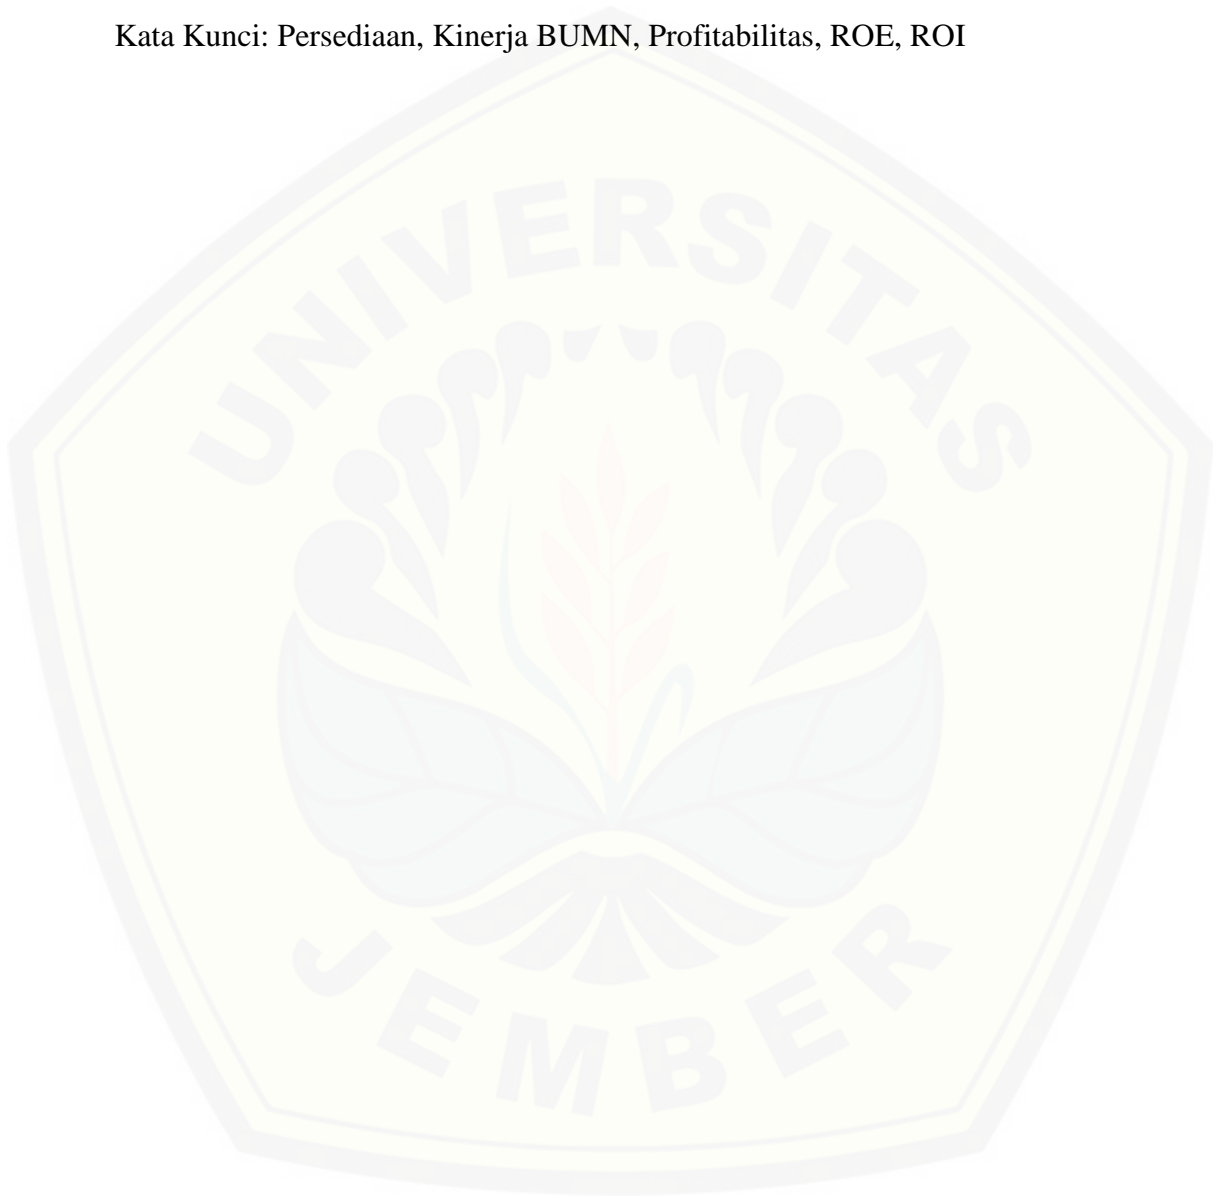 Kata Kunci: Persediaan, Kinerja BUMN, Profitabilitas, ROE, ROI
UNIVERSITAS
JEMBER